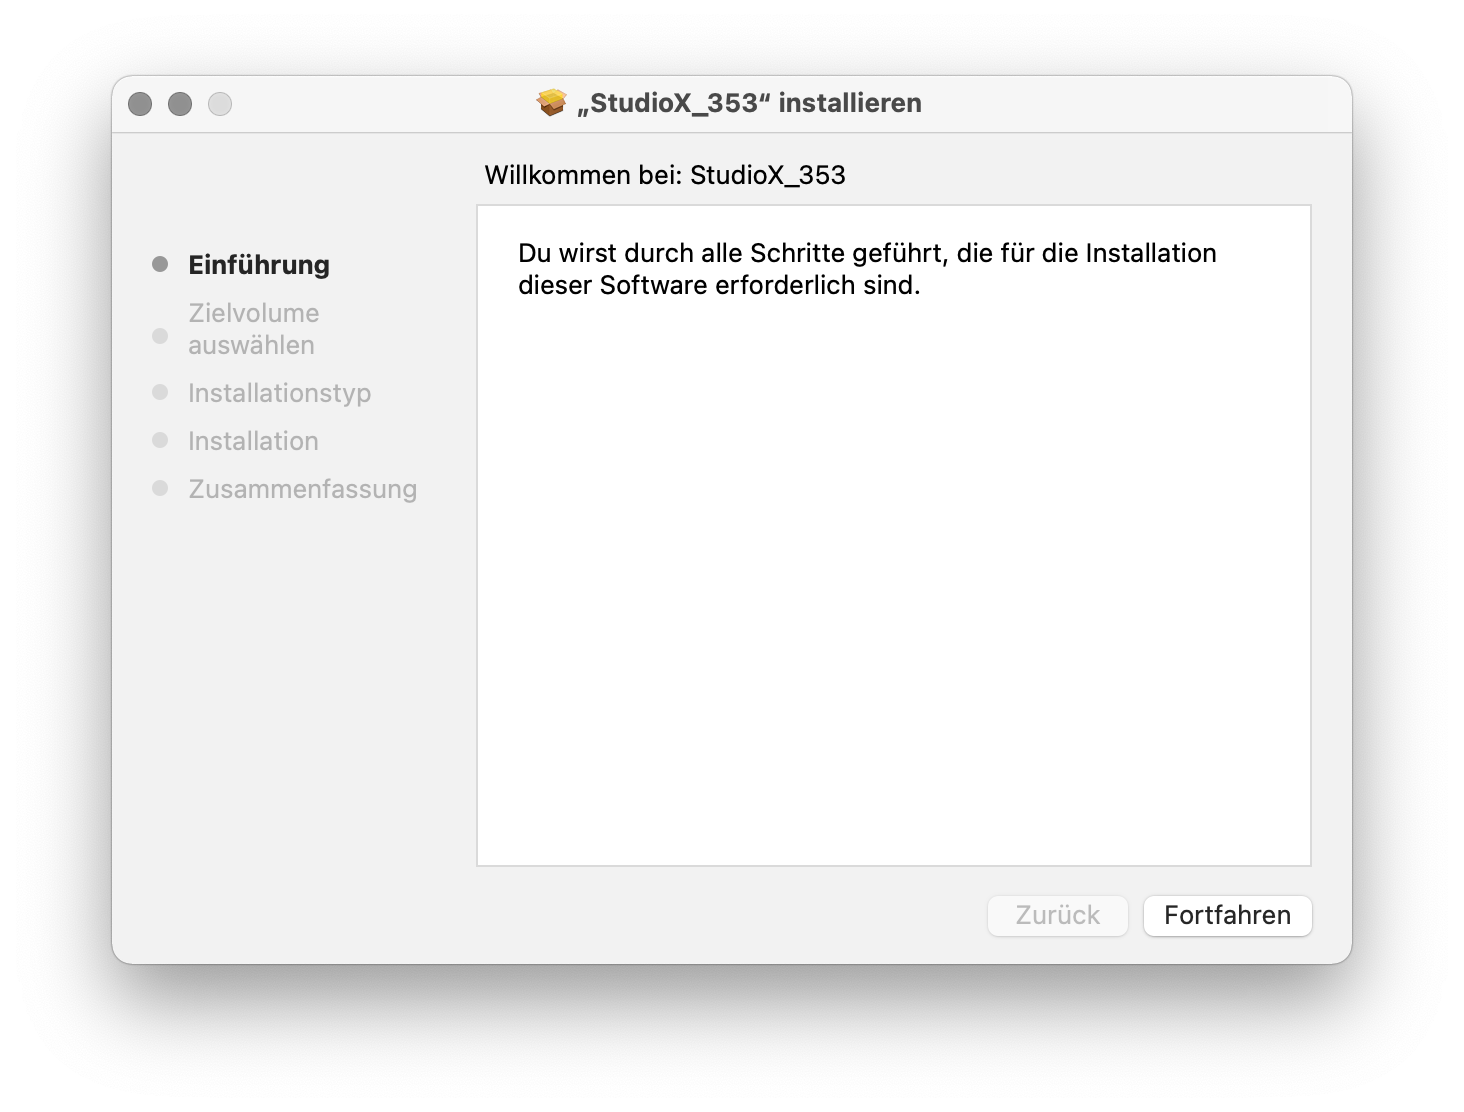 „StudioX_353“ installieren
Willkommen bei: StudioX_353
Einführung
Zielvolume
auswählen
Installationstyp
Installation
Zusammenfassung
Du wirst durch alle Schritte geführt, die für die Installation
dieser Software erforderlich sind.
Zurück
Fortfahren